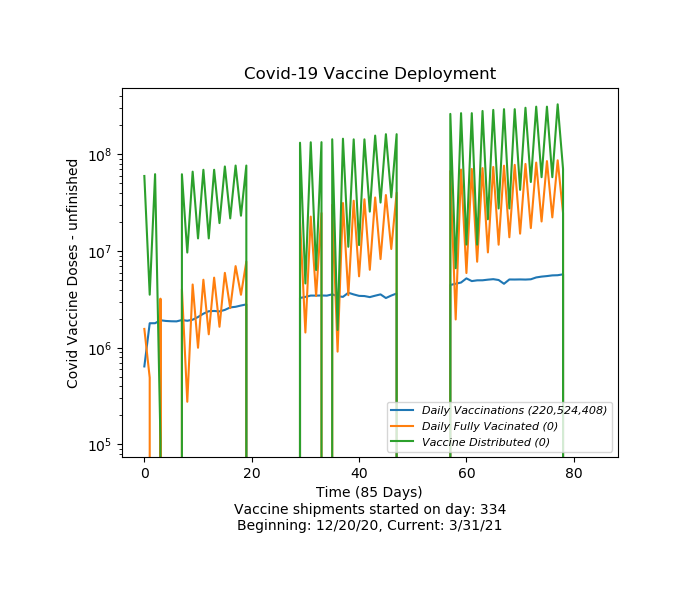 Covid-19 Vaccine Deployment
Covid Vaccine Doses - unfinished
10^8
10^7
10^6
10^5
Daily Vaccinations (220,524,408)
Daily Fully Vacinated (0)
Vaccine Distributed (0)
0 20 40 60 80
Time (85 Days)
Vaccine shipments started on day: 334
Beginning: 12/20/20, Current: 3/31/21